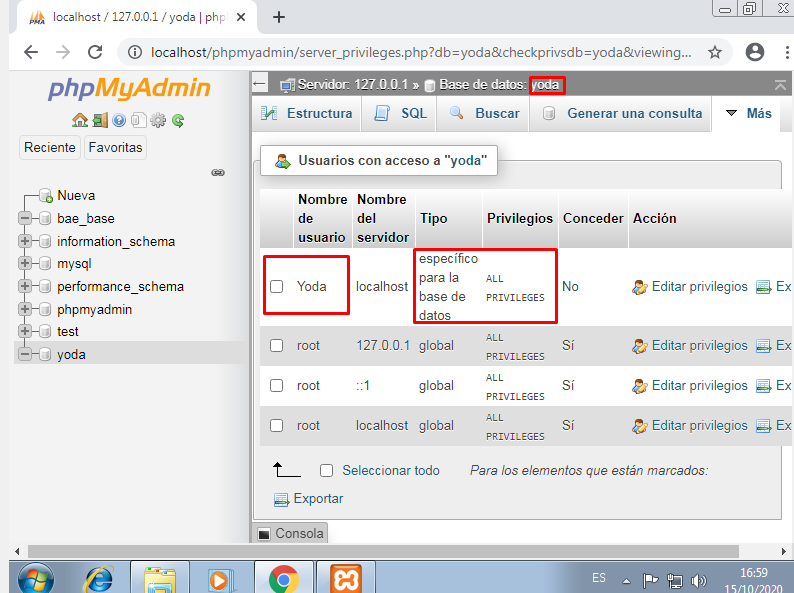 localhost / 127.0.0.1 / yoda | php
localhost/phpmyadmin/server_privileges.php?db=yoda&checkprivsdb=yoda&viewing...
phpMyAdmin
Reciente Favoritas
Nueva
bae_base
information_schema
mysql
performance_schema
phpmyadmin
test
yoda
Servidor: 127.0.0.1 » Base de datos: yoda
Estructura SQL Buscar Generar una consulta Más
Usuarios con acceso a "yoda"
Nombre de usuario Nombre del servidor Tipo Privilegios Conceder Acción
Yoda localhost específico para la base de datos ALL PRIVILEGES No Editar privilegios Ex
root 127.0.0.1 global ALL PRIVILEGES Sí Editar privilegios Ex
root ::1 global ALL PRIVILEGES Sí Editar privilegios Ex
root localhost global ALL PRIVILEGES Sí Editar privilegios Ex
Seleccionar todo Para los elementos que están marcados:
Exportar
Consola
ES
16:59
15/10/2020